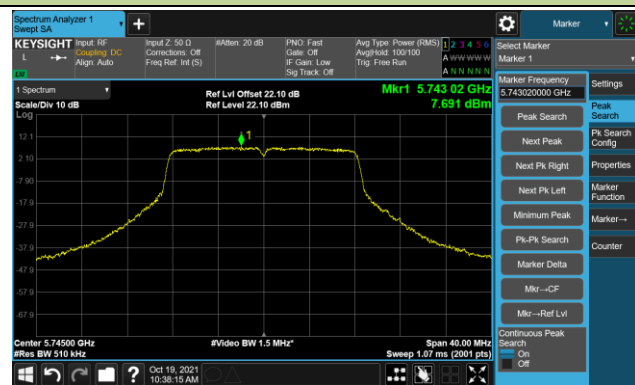 Spectrum Analyzer 1
Swept SA
+
Marker
KEYSIGHT
L
LW
Input: RF
Coupling: DC
Align: Auto
Input Z: 50 Ω
Corrections: Off
Freq Ref: Int (S)
#Atten: 20 dB
PNO: Fast
Gate: Off
IF Gain: Low
Sig Track: Off
Avg Type: Power (RMS)
Avg|Hold: 100/100
Trig: Free Run
1 2 3 4 5 6
A W W W W W
A N N N N N
Select Marker
Marker 1
1 Spectrum
Scale/Div 10 dB
Log
Ref Lvl Offset 22.10 dB
Ref Level 22.10 dBm
Mkr1 5.743 02 GHz
7.691 dBm
1
12.1
2.10
-7.90
-17.9
-27.9
-37.9
-47.9
-57.9
-67.9
Center 5.74500 GHz
#Res BW 510 kHz
#Video BW 1.5 MHz*
Span 40.00 MHz
Sweep 1.07 ms (2001 pts)
Marker Frequency
5.743020000 GHz
Peak Search
Next Peak
Next Pk Right
Next Pk Left
Minimum Peak
Pk-Pk Search
Marker Delta
Mkr→CF
Mkr→Ref Lvl
Continuous Peak
Search
On
Off
Settings
Peak
Search
Pk Search
Config
Properties
Marker
Function
Marker→
Counter
?
Oct 19, 2021
10:38:15 AM